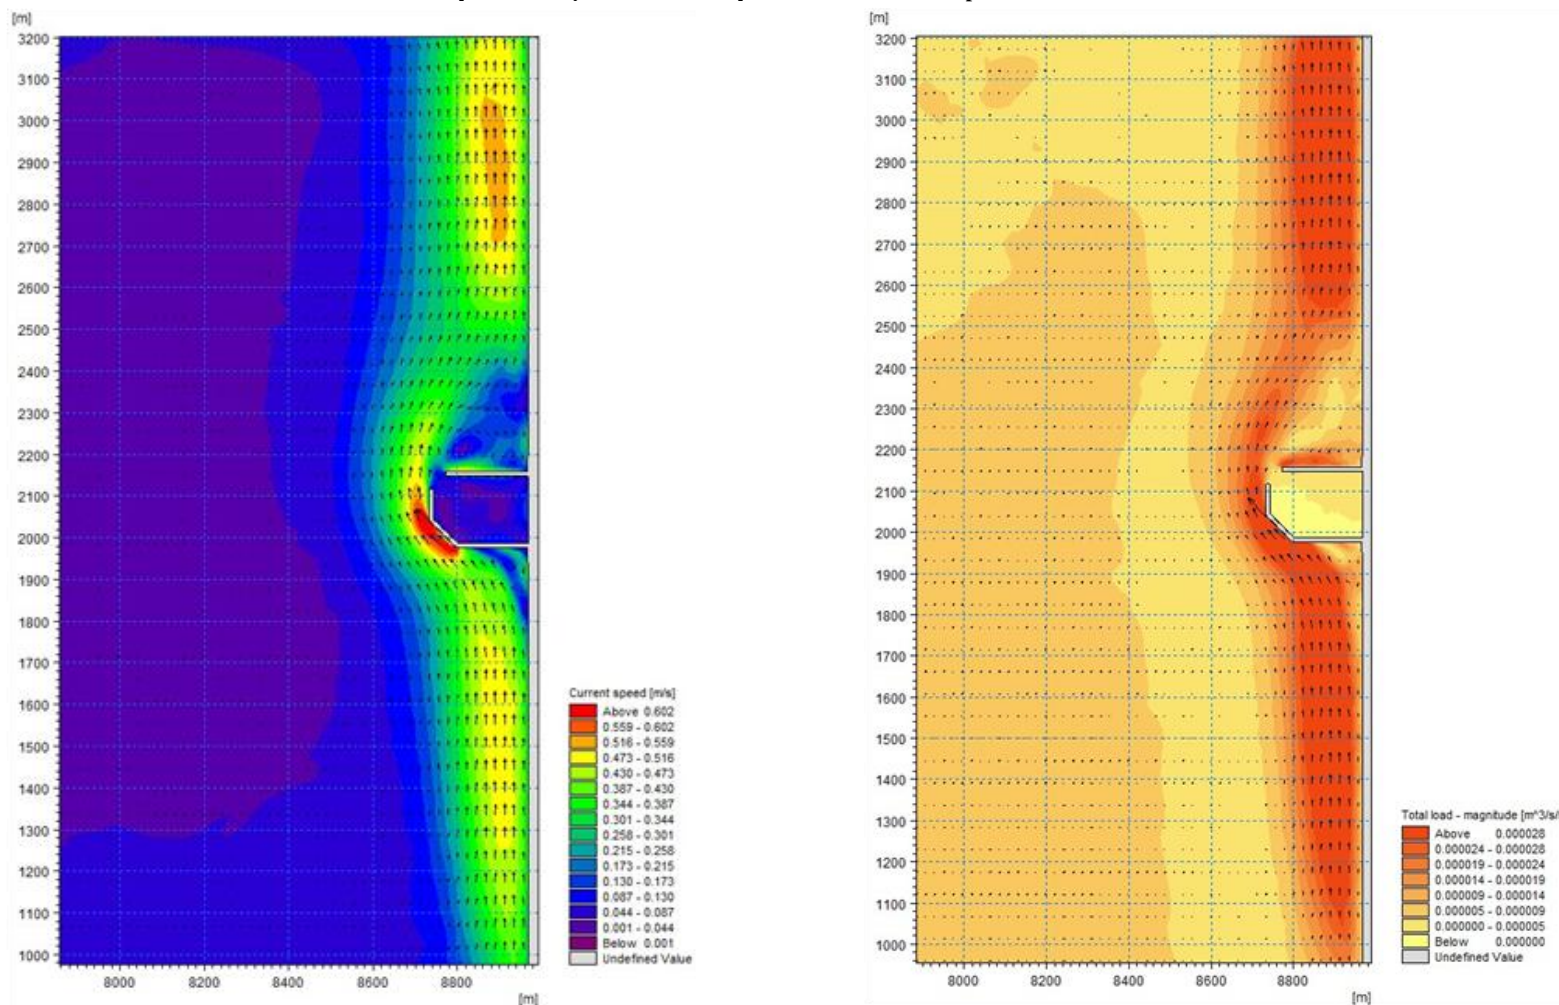 [m]
3200
3100
3000
2900
2800
2700
2600
2500
2400
2300
2200
2100
2000
1900
1800
1700
1600
1500
1400
1300
1200
1100
1000
8000
8200
8400
8600
8800
[m]
Current speed [m/s]
Above 0.602
0.559 - 0.602
0.516 - 0.559
0.473 - 0.516
0.430 - 0.473
0.387 - 0.430
0.344 - 0.387
0.301 - 0.344
0.258 - 0.301
0.215 - 0.258
0.173 - 0.215
0.130 - 0.173
0.087 - 0.130
0.044 - 0.087
0.001 - 0.044
Below 0.001
Undefined Value
[m]
3200
3100
3000
2900
2800
2700
2600
2500
2400
2300
2200
2100
2000
1900
1800
1700
1600
1500
1400
1300
1200
1100
1000
8000
8200
8400
8600
8800
[m]
Total load - magnitude [m^3/s/
Above 0.000028
0.000024 - 0.000028
0.000019 - 0.000024
0.000014 - 0.000019
0.000009 - 0.000014
0.000005 - 0.000009
0.000000 - 0.000005
Below 0.000000
Undefined Value